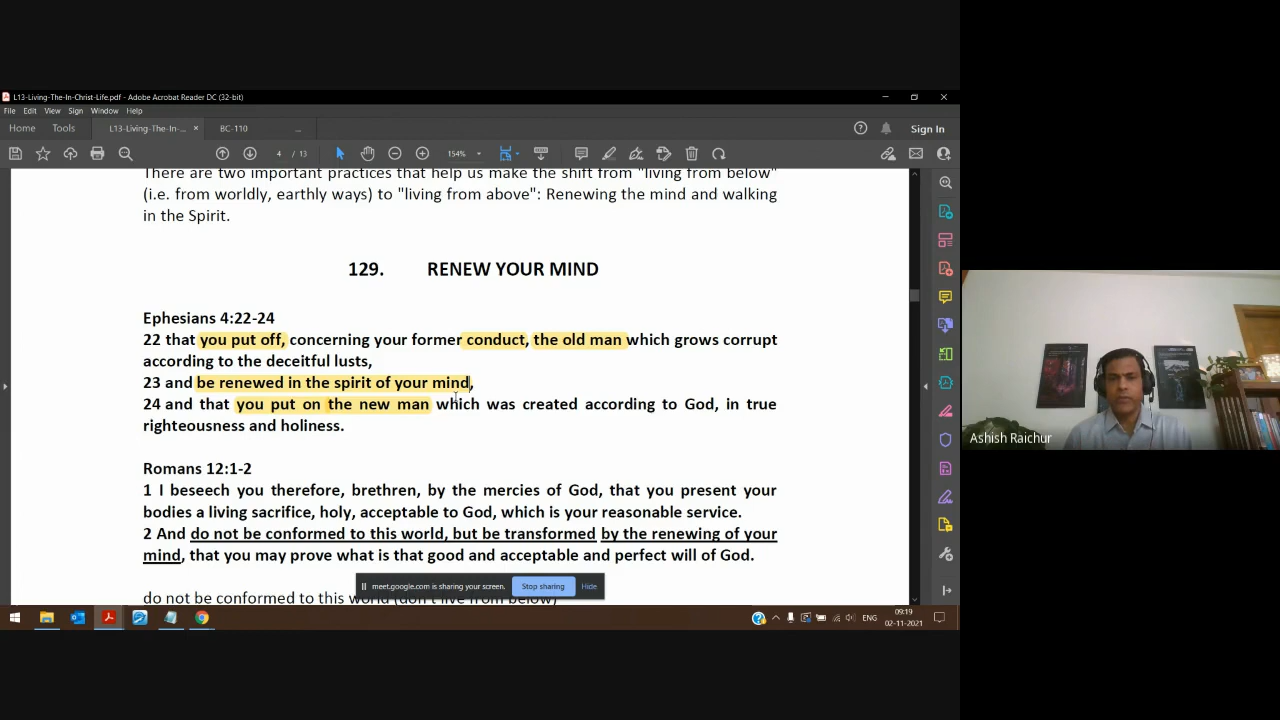 L13-Living-The-In-Christ-Life.pdf - Adobe Acrobat Reader DC (32-bit)
File Edit View Sign Window Help
Home Tools L13-Living-The-In-... × BC-110 ... Sign In
4 / 13 154%
There are two important practices that help us make the shift from "living from below"
(i.e. from worldly, earthly ways) to "living from above": Renewing the mind and walking
in the Spirit.
129. RENEW YOUR MIND
Ephesians 4:22-24
22 that you put off, concerning your former conduct, the old man which grows corrupt
according to the deceitful lusts,
23 and be renewed in the spirit of your mind,
24 and that you put on the new man which was created according to God, in true
righteousness and holiness.
Romans 12:1-2
1 I beseech you therefore, brethren, by the mercies of God, that you present your
bodies a living sacrifice, holy, acceptable to God, which is your reasonable service.
2 And do not be conformed to this world, but be transformed by the renewing of your
mind, that you may prove what is that good and acceptable and perfect will of God.
meet.google.com is sharing your screen. Stop sharing Hide
do not be conformed to this world (don't live from below)
ENG 09:19
02-11-2021
Ashish Raichur